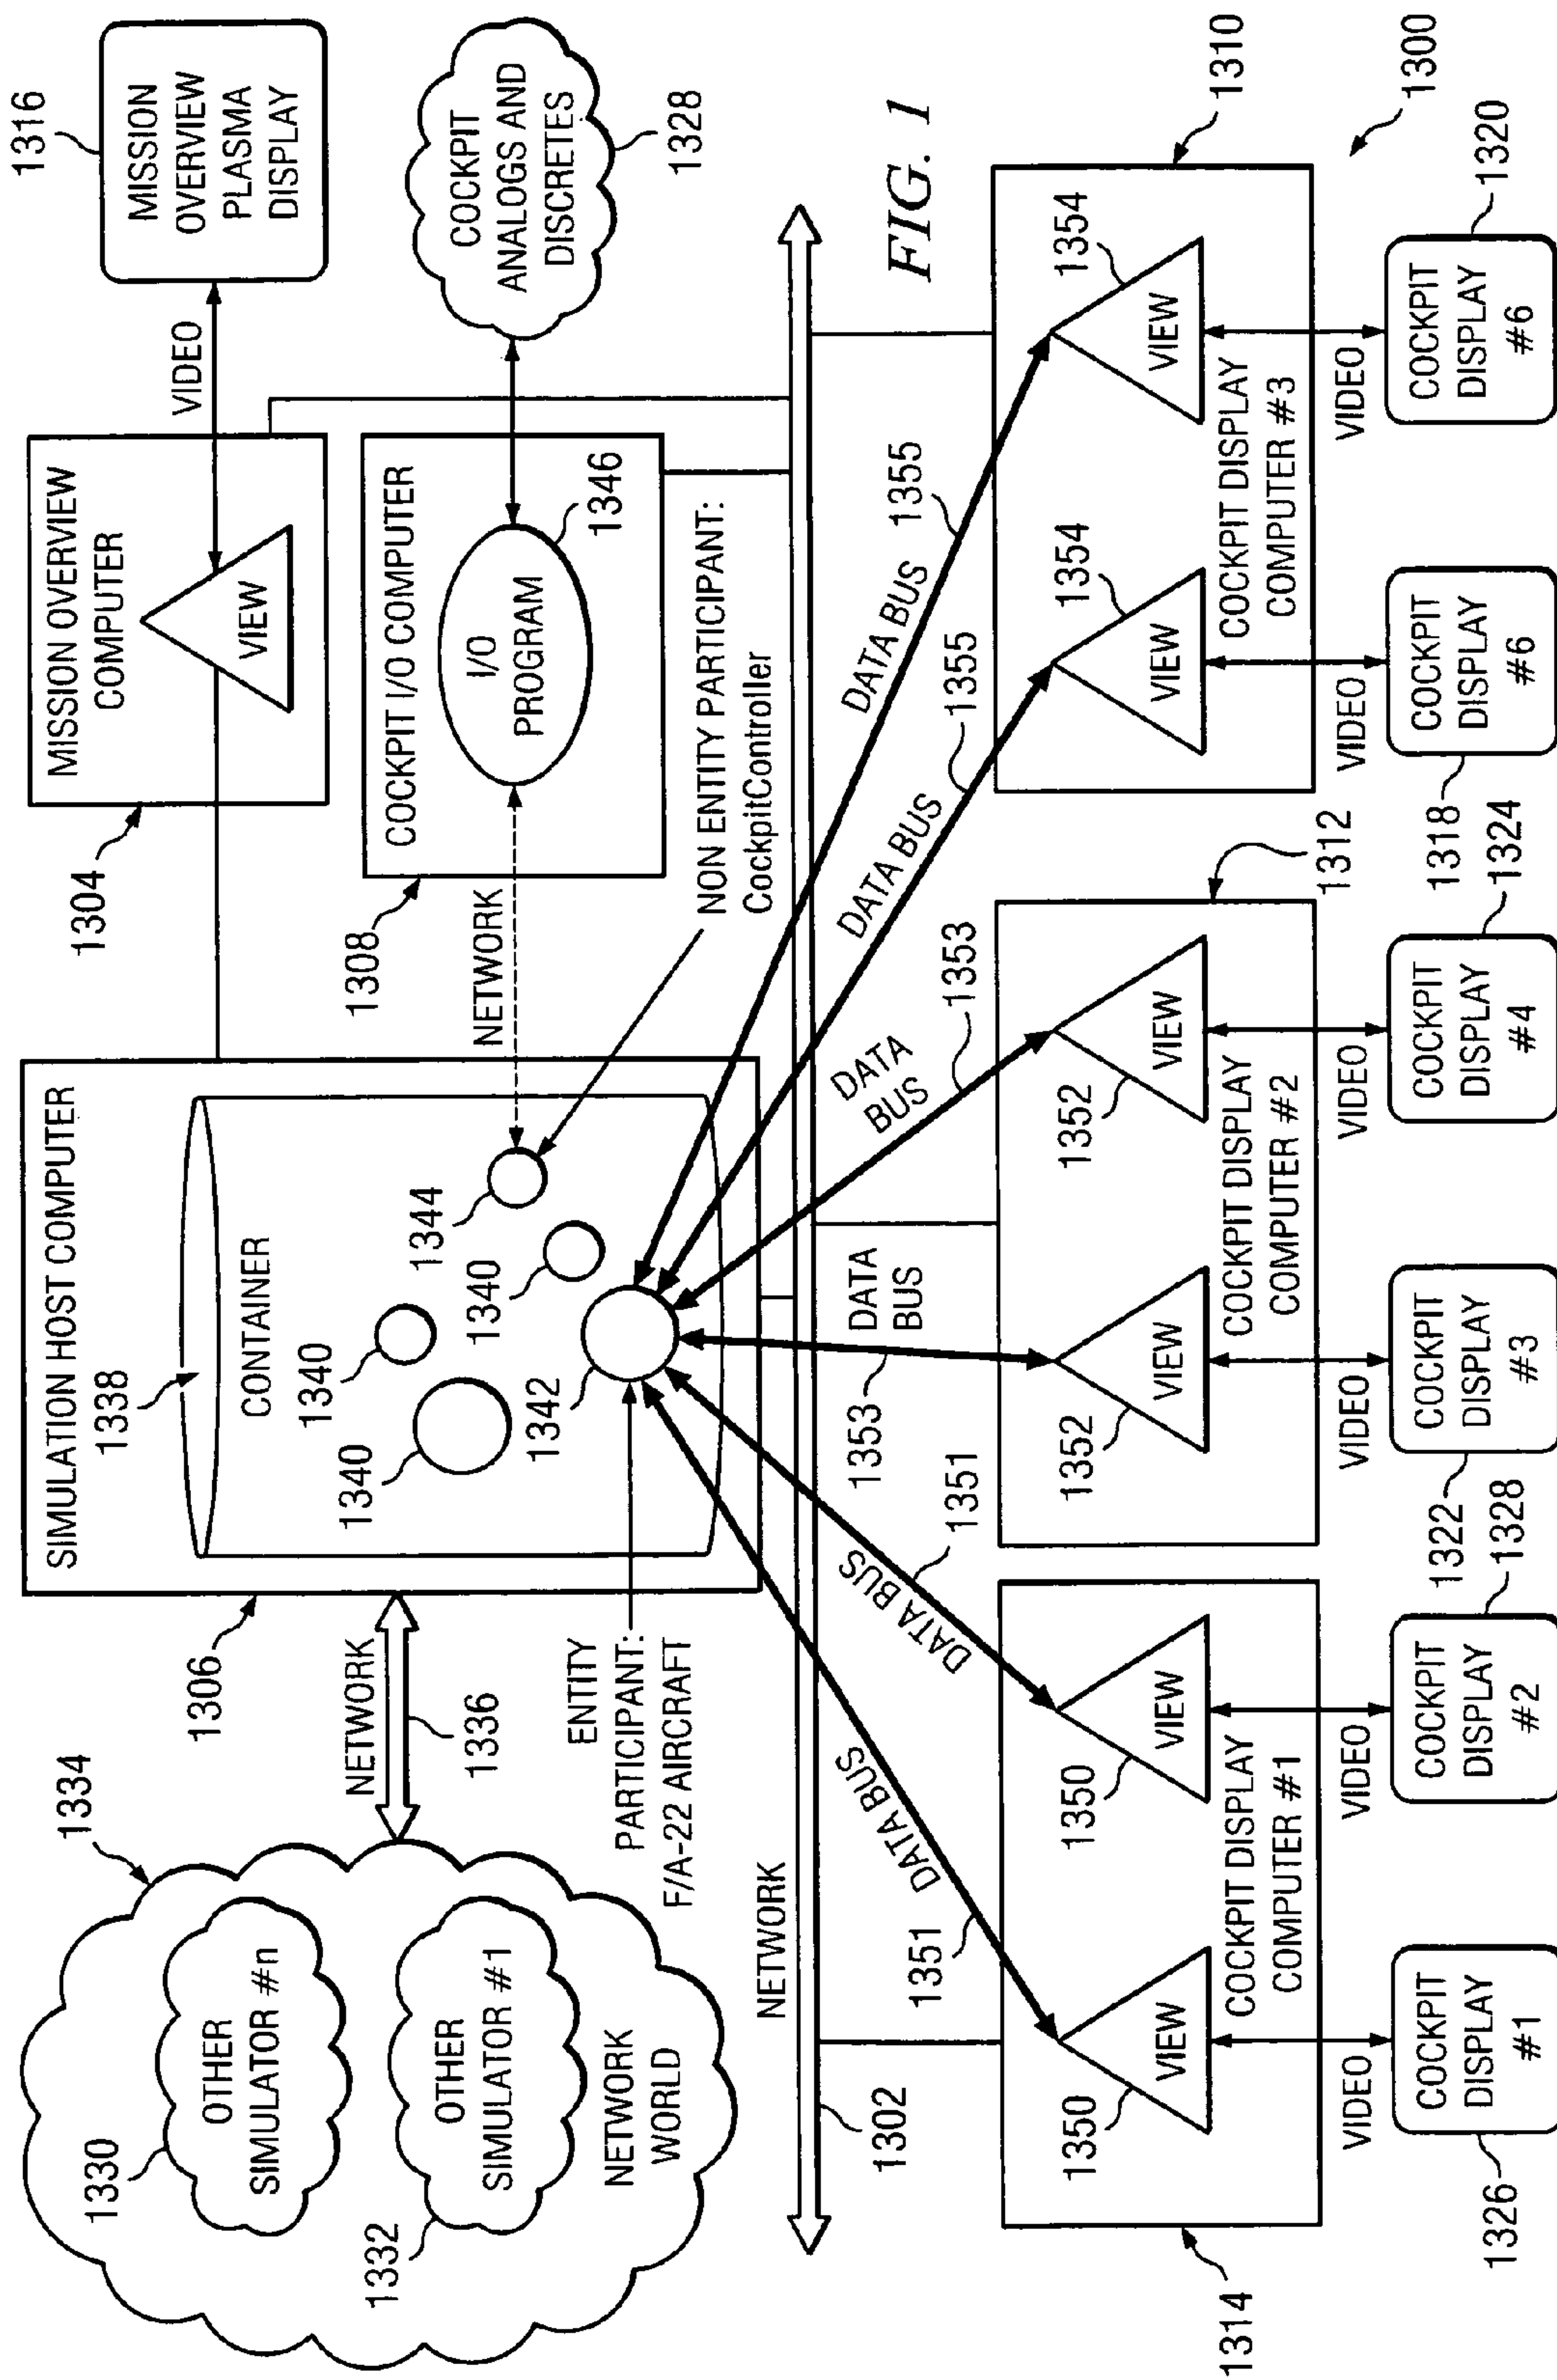 1334
1330
OTHER
SIMULATOR #n
1332
OTHER
SIMULATOR #1
NETWORK
WORLD
NETWORK
1336
1306
SIMULATION HOST COMPUTER
1338
CONTAINER
1340
1340
1340
1342
1344
ENTITY
PARTICIPANT:
F/A-22 AIRCRAFT
1304
MISSION OVERVIEW
COMPUTER
VIEW
VIDEO
1316
MISSION
OVERVIEW
PLASMA
DISPLAY
1308
COCKPIT I/O COMPUTER
I/O
PROGRAM
1346
NETWORK
COCKPIT
ANALOGS AND
DISCRETES
1328
NON ENTITY PARTICIPANT:
CockpitController
NETWORK
1302
DATA BUS
1351
DATA BUS
1351
DATA
BUS
1353
DATA
BUS
1353
DATA BUS
1355
DATA BUS
1355
FIG. 1
1314
1350
VIEW
1350
VIEW
COCKPIT DISPLAY
COMPUTER #1
1352
VIEW
1352
VIEW
COCKPIT DISPLAY
COMPUTER #2
1312
1354
VIEW
1354
VIEW
COCKPIT DISPLAY
COMPUTER #3
1310
1300
VIDEO
VIDEO
VIDEO
VIDEO
VIDEO
VIDEO
1326
COCKPIT
DISPLAY
#1
COCKPIT
DISPLAY
#2
1328
1322
COCKPIT
DISPLAY
#3
COCKPIT
DISPLAY
#4
1324
1318
COCKPIT
DISPLAY
#6
COCKPIT
DISPLAY
#6
1320